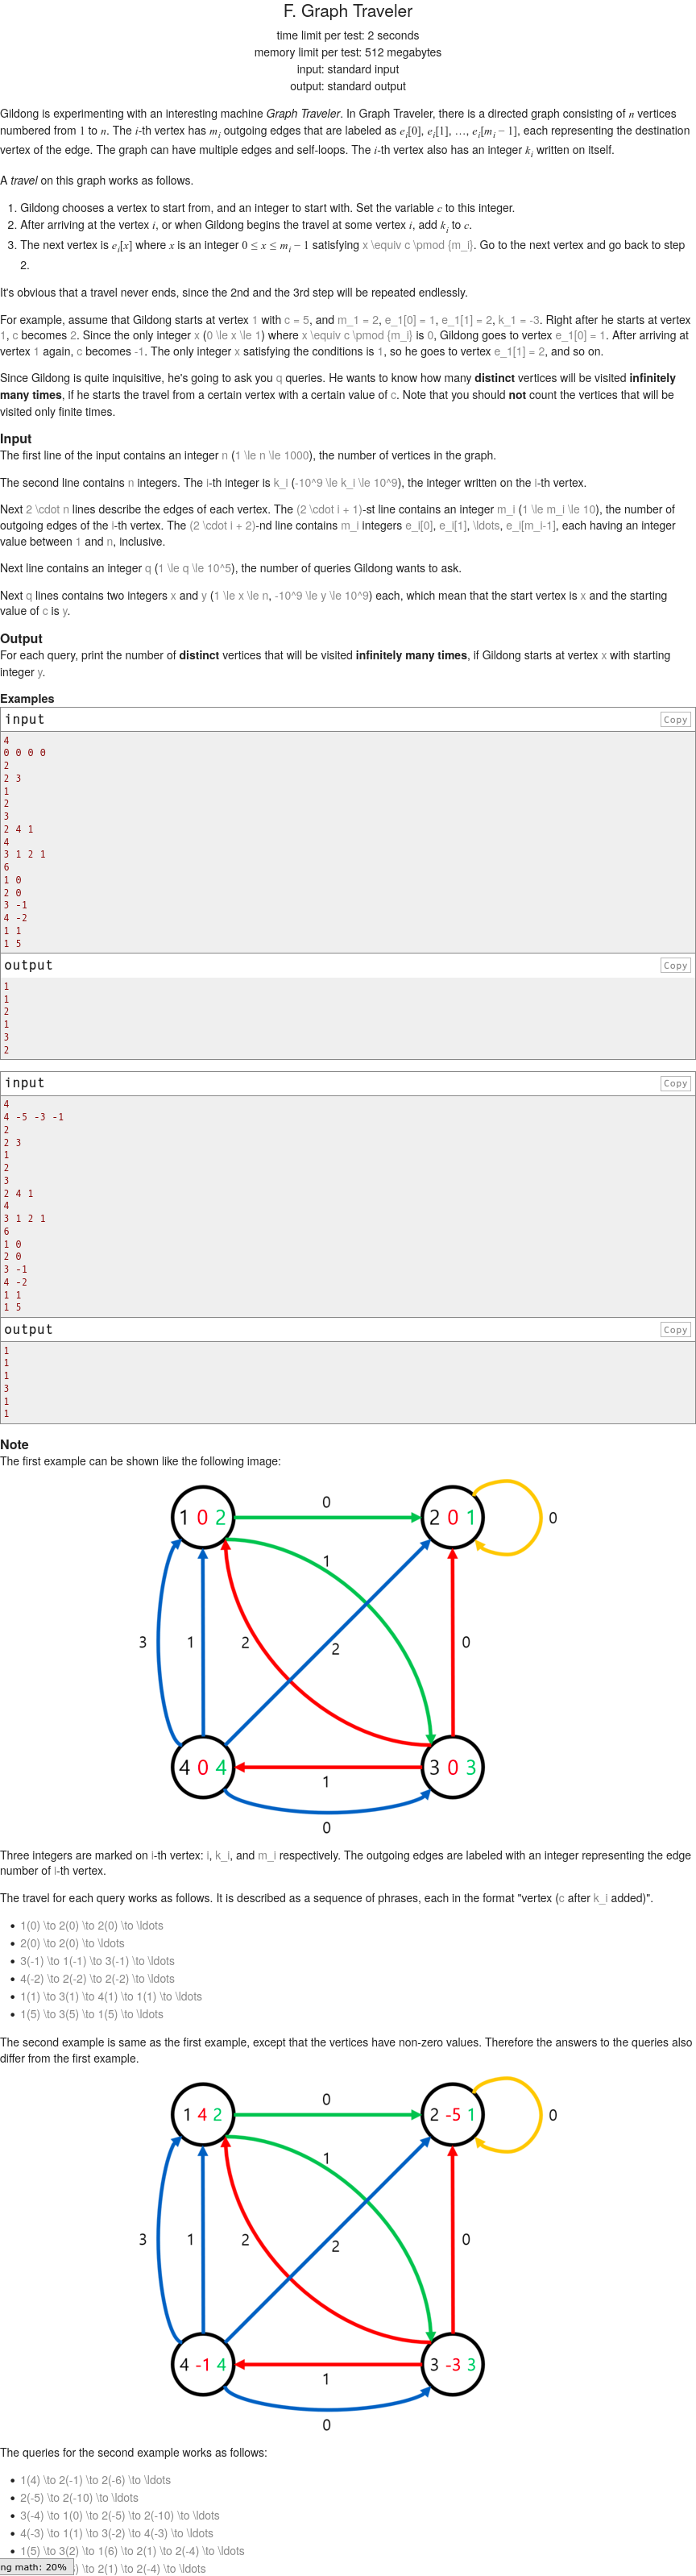 F. Graph Traveler
time limit per test: 2 seconds
memory limit per test: 512 megabytes
input: standard input
output: standard output
Gildong is experimenting with an interesting machine Graph Traveler. In Graph Traveler, there is a directed graph consisting of n vertices
numbered from 1 to n. The i-th vertex has m_i outgoing edges that are labeled as e_i[0], e_i[1], …, e_i[m_i − 1], each representing the destination
vertex of the edge. The graph can have multiple edges and self-loops. The i-th vertex also has an integer k_i written on itself.
A travel on this graph works as follows.
1. Gildong chooses a vertex to start from, and an integer to start with. Set the variable c to this integer.
2. After arriving at the vertex i, or when Gildong begins the travel at some vertex i, add k_i to c.
3. The next vertex is e_i[x] where x is an integer 0 ≤ x ≤ m_i − 1 satisfying x \equiv c \pmod {m_i}. Go to the next vertex and go back to step
2.
It's obvious that a travel never ends, since the 2nd and the 3rd step will be repeated endlessly.
For example, assume that Gildong starts at vertex 1 with c = 5, and m_1 = 2, e_1[0] = 1, e_1[1] = 2, k_1 = -3. Right after he starts at vertex
1, c becomes 2. Since the only integer x (0 \le x \le 1) where x \equiv c \pmod {m_i} is 0, Gildong goes to vertex e_1[0] = 1. After arriving at
vertex 1 again, c becomes -1. The only integer x satisfying the conditions is 1, so he goes to vertex e_1[1] = 2, and so on.
Since Gildong is quite inquisitive, he's going to ask you q queries. He wants to know how many distinct vertices will be visited infinitely
many times, if he starts the travel from a certain vertex with a certain value of c. Note that you should not count the vertices that will be
visited only finite times.
Input
The first line of the input contains an integer n (1 \le n \le 1000), the number of vertices in the graph.
The second line contains n integers. The i-th integer is k_i (-10^9 \le k_i \le 10^9), the integer written on the i-th vertex.
Next 2 \cdot n lines describe the edges of each vertex. The (2 \cdot i + 1)-st line contains an integer m_i (1 \le m_i \le 10), the number of
outgoing edges of the i-th vertex. The (2 \cdot i + 2)-nd line contains m_i integers e_i[0], e_i[1], \ldots, e_i[m_i-1], each having an integer
value between 1 and n, inclusive.
Next line contains an integer q (1 \le q \le 10^5), the number of queries Gildong wants to ask.
Next q lines contains two integers x and y (1 \le x \le n, -10^9 \le y \le 10^9) each, which mean that the start vertex is x and the starting
value of c is y.
Output
For each query, print the number of distinct vertices that will be visited infinitely many times, if Gildong starts at vertex x with starting
integer y.
Examples
input Copy
4
0 0 0 0
2
2 3
1
2
3
2 4 1
4
3 1 2 1
6
1 0
2 0
3 -1
4 -2
1 1
1 5
output Copy
1
1
2
1
3
2
input Copy
4
4 -5 -3 -1
2
2 3
1
2
3
2 4 1
4
3 1 2 1
6
1 0
2 0
3 -1
4 -2
1 1
1 5
output Copy
1
1
1
3
1
1
Note
The first example can be shown like the following image:
0
1 0 2 2 0 1 0
1
3 1 2 2 0
4 0 4 3 0 3
1
0
Three integers are marked on i-th vertex: i, k_i, and m_i respectively. The outgoing edges are labeled with an integer representing the edge
number of i-th vertex.
The travel for each query works as follows. It is described as a sequence of phrases, each in the format "vertex (c after k_i added)".
• 1(0) \to 2(0) \to 2(0) \to \ldots
• 2(0) \to 2(0) \to \ldots
• 3(-1) \to 1(-1) \to 3(-1) \to \ldots
• 4(-2) \to 2(-2) \to 2(-2) \to \ldots
• 1(1) \to 3(1) \to 4(1) \to 1(1) \to \ldots
• 1(5) \to 3(5) \to 1(5) \to \ldots
The second example is same as the first example, except that the vertices have non-zero values. Therefore the answers to the queries also
differ from the first example.
0
1 4 2 2 -5 1 0
1
3 1 2 2 0
4 -1 4 3 -3 3
1
0
The queries for the second example works as follows:
• 1(4) \to 2(-1) \to 2(-6) \to \ldots
• 2(-5) \to 2(-10) \to \ldots
• 3(-4) \to 1(0) \to 2(-5) \to 2(-10) \to \ldots
• 4(-3) \to 1(1) \to 3(-2) \to 4(-3) \to \ldots
• 1(5) \to 3(2) \to 1(6) \to 2(1) \to 2(-4) \to \ldots
ng math: 20% ) \to 2(1) \to 2(-4) \to \ldots